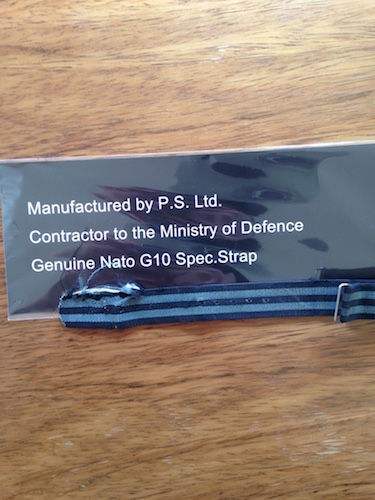 Manufactured by P.S. Ltd.
Contractor to the Ministry of Defence
Genuine Nato G10 Spec.Strap